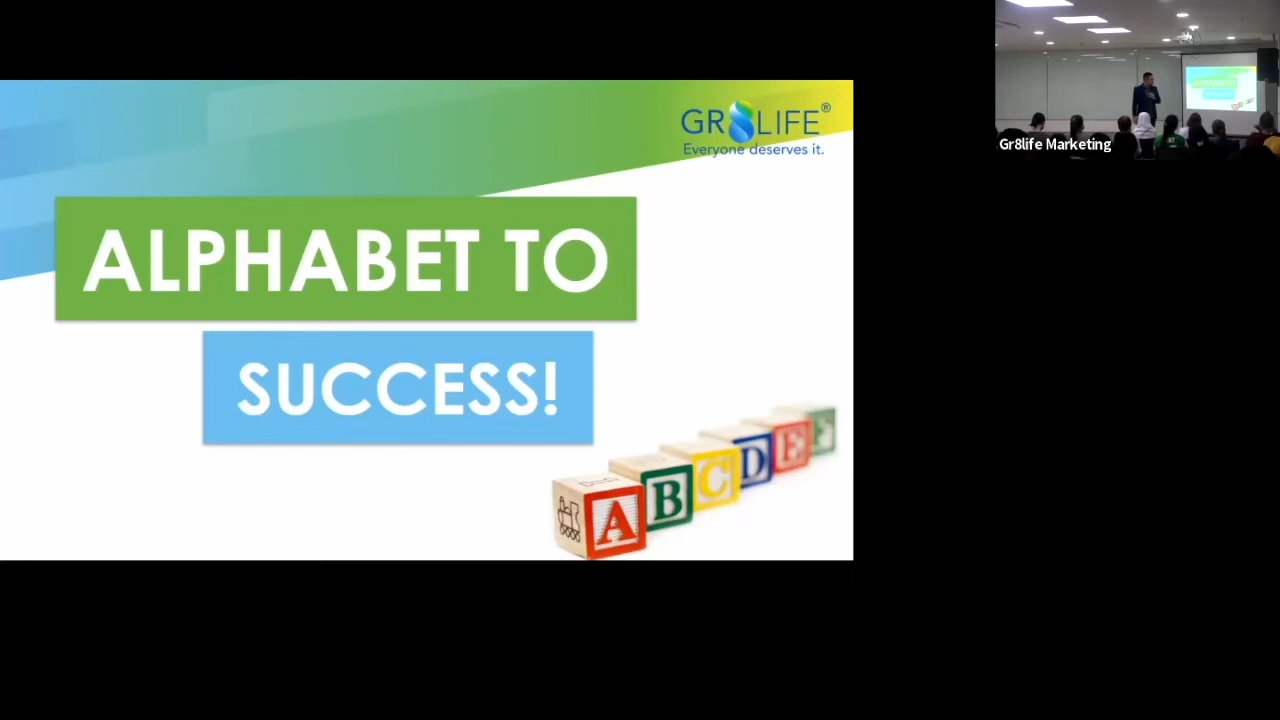 GR8LIFE®
Everyone deserves it.
ALPHABET TO
SUCCESS!
A B C D E F
Gr8life Marketing